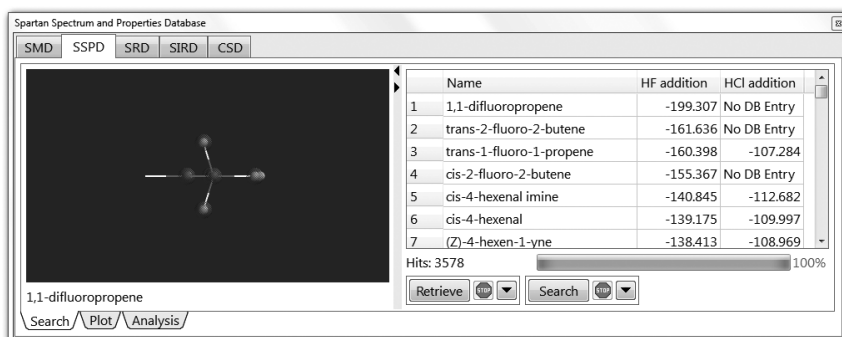 Spartan Spectrum and Properties Database
SMD SSPD SRD SIRD CSD
Name HF addition HCl addition
1 1,1-difluoropropene -199.307 No DB Entry
2 trans-2-fluoro-2-butene -161.636 No DB Entry
3 trans-1-fluoro-1-propene -160.398 -107.284
4 cis-2-fluoro-2-butene -155.367 No DB Entry
5 cis-4-hexenal imine -140.845 -112.682
6 cis-4-hexenal -139.175 -109.997
7 (Z)-4-hexen-1-yne -138.413 -108.969
Hits: 3578 100%
Retrieve STOP Search STOP
1,1-difluoropropene
Search Plot Analysis